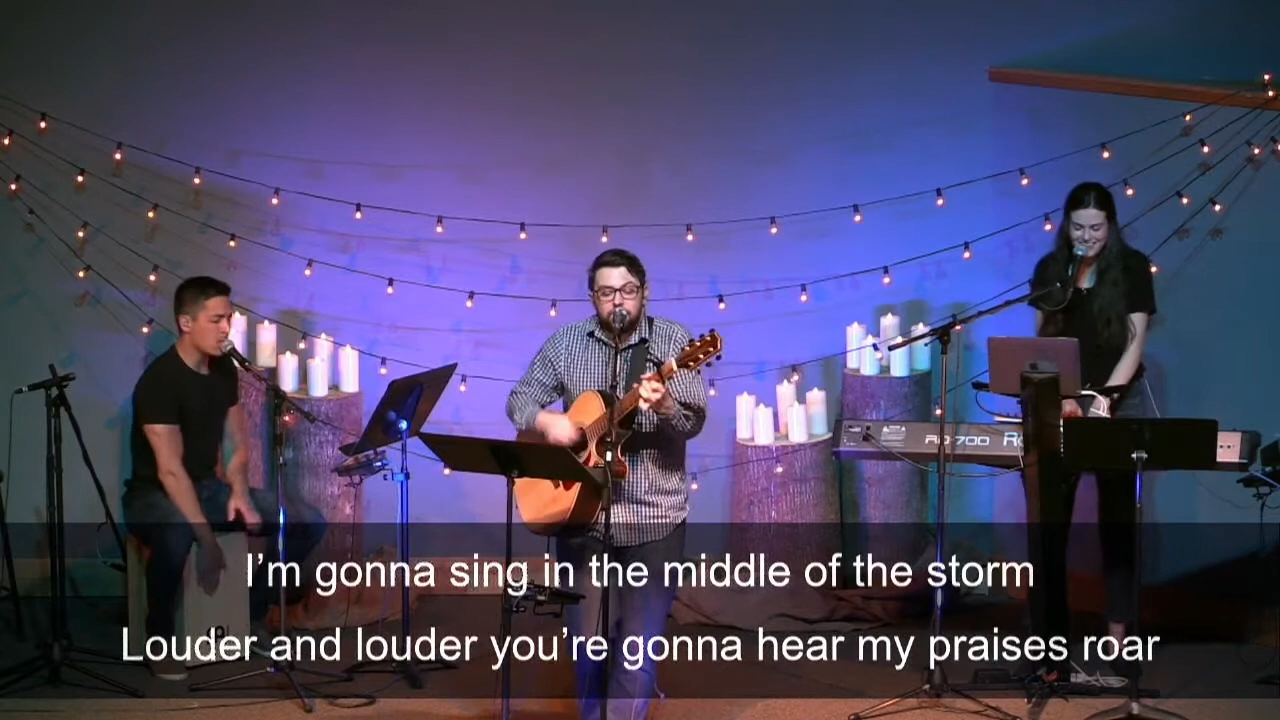 RD-700 Ro
I'm gonna sing in the middle of the storm
Louder and louder you're gonna hear my praises roar